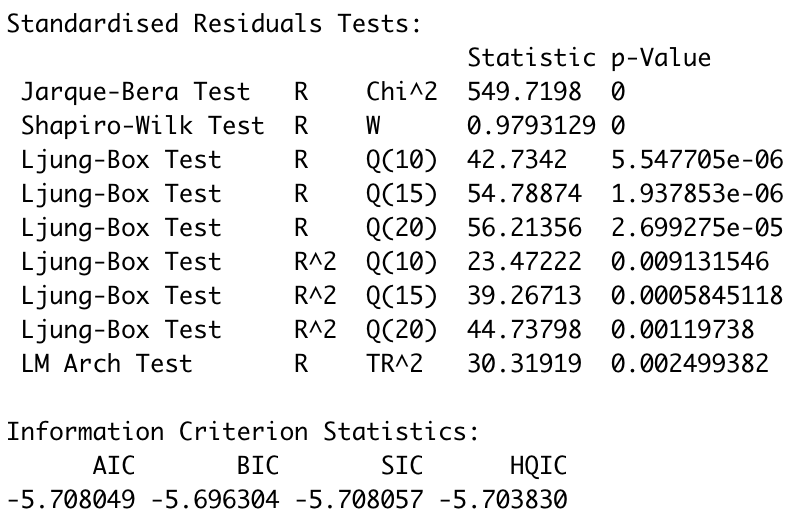 Standardised Residuals Tests:
                                Statistic p-Value
 Jarque-Bera Test   R    Chi^2  549.7198  0
 Shapiro-Wilk Test  R    W      0.9793129 0
 Ljung-Box Test     R    Q(10)  42.7342   5.547705e-06
 Ljung-Box Test     R    Q(15)  54.78874  1.937853e-06
 Ljung-Box Test     R    Q(20)  56.21356  2.699275e-05
 Ljung-Box Test     R^2  Q(10)  23.47222  0.009131546
 Ljung-Box Test     R^2  Q(15)  39.26713  0.0005845118
 Ljung-Box Test     R^2  Q(20)  44.73798  0.00119738
 LM Arch Test       R    TR^2   30.31919  0.002499382

Information Criterion Statistics:
      AIC       BIC       SIC      HQIC
-5.708049 -5.696304 -5.708057 -5.703830